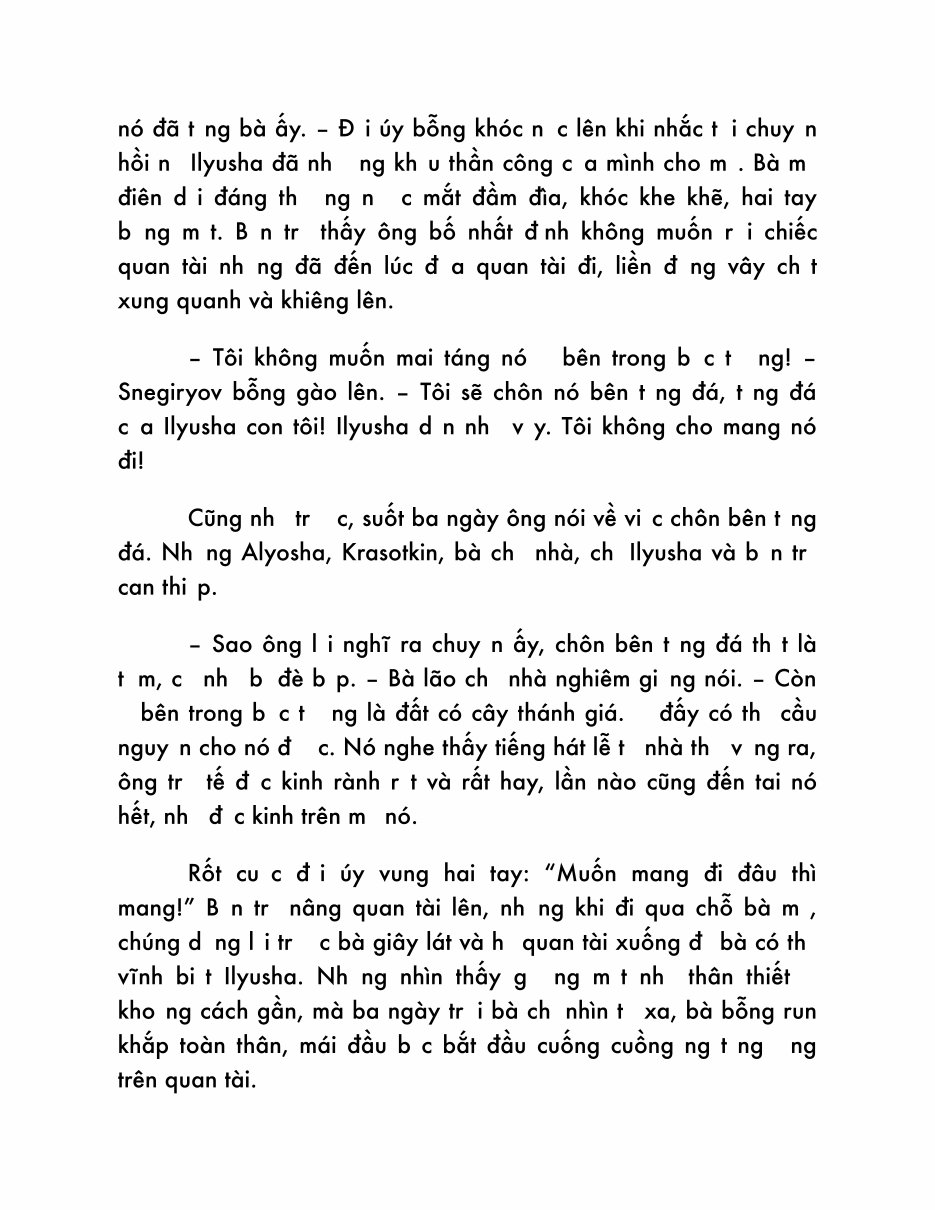 nó đã t ng bà ấy. – Đ i úy bỗng khóc n c lên khi nhắc t i chuy n
hồi n Ilyusha đã nh ng kh u thần công c a mình cho m . Bà m
điên d i đáng th ng n c mắt đầm đìa, khóc khe khẽ, hai tay
b ng m t. B n tr thấy ông bố nhất đ nh không muốn r i chiếc
quan tài nh ng đã đến lúc đ a quan tài đi, liền đ ng vây ch t
xung quanh và khiêng lên.
– Tôi không muốn mai táng nó bên trong b c t ng! –
Snegiryov bỗng gào lên. – Tôi sẽ chôn nó bên t ng đá, t ng đá
c a Ilyusha con tôi! Ilyusha d n nh v y. Tôi không cho mang nó
đi!
Cũng nh tr c, suốt ba ngày ông nói về vi c chôn bên t ng
đá. Nh ng Alyosha, Krasotkin, bà ch nhà, ch Ilyusha và b n tr
can thi p.
– Sao ông l i nghĩ ra chuy n ấy, chôn bên t ng đá th t là
t m, c nh b đè b p. – Bà lão ch nhà nghiêm gi ng nói. – Còn
bên trong b c t ng là đất có cây thánh giá. đấy có th cầu
nguy n cho nó đ c. Nó nghe thấy tiếng hát lễ t nhà th v ng ra,
ông tr tế đ c kinh rành r t và rất hay, lần nào cũng đến tai nó
hết, nh đ c kinh trên m nó.
Rốt cu c đ i úy vung hai tay: “Muốn mang đi đâu thì
mang!” B n tr nâng quan tài lên, nh ng khi đi qua chỗ bà m ,
chúng d ng l i tr c bà giây lát và h quan tài xuống đ bà có th
vĩnh bi t Ilyusha. Nh ng nhìn thấy g ng m t nh thân thiết
kho ng cách gần, mà ba ngày tr i bà ch nhìn t xa, bà bỗng run
khắp toàn thân, mái đầu b c bắt đầu cuống cuồng ng t ng ng
trên quan tài.